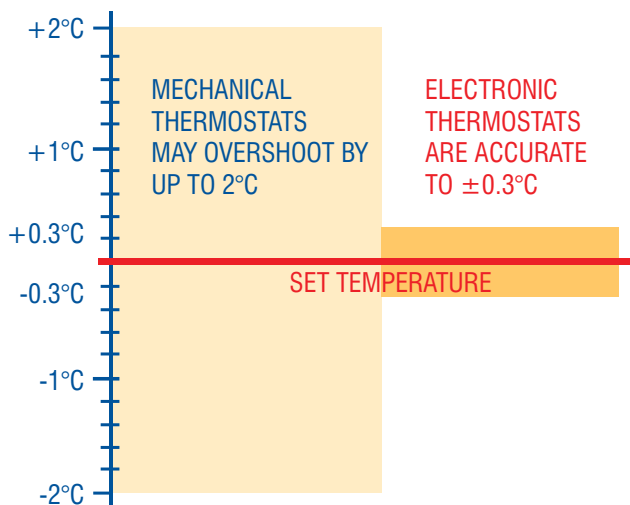 +2°C
+1°C
+0.3°C
-0.3°C
-1°C
-2°C
MECHANICAL
THERMOSTATS
MAY OVERSHOOT BY
UP TO 2°C
ELECTRONIC
THERMOSTATS
ARE ACCURATE
TO ±0.3°C
SET TEMPERATURE